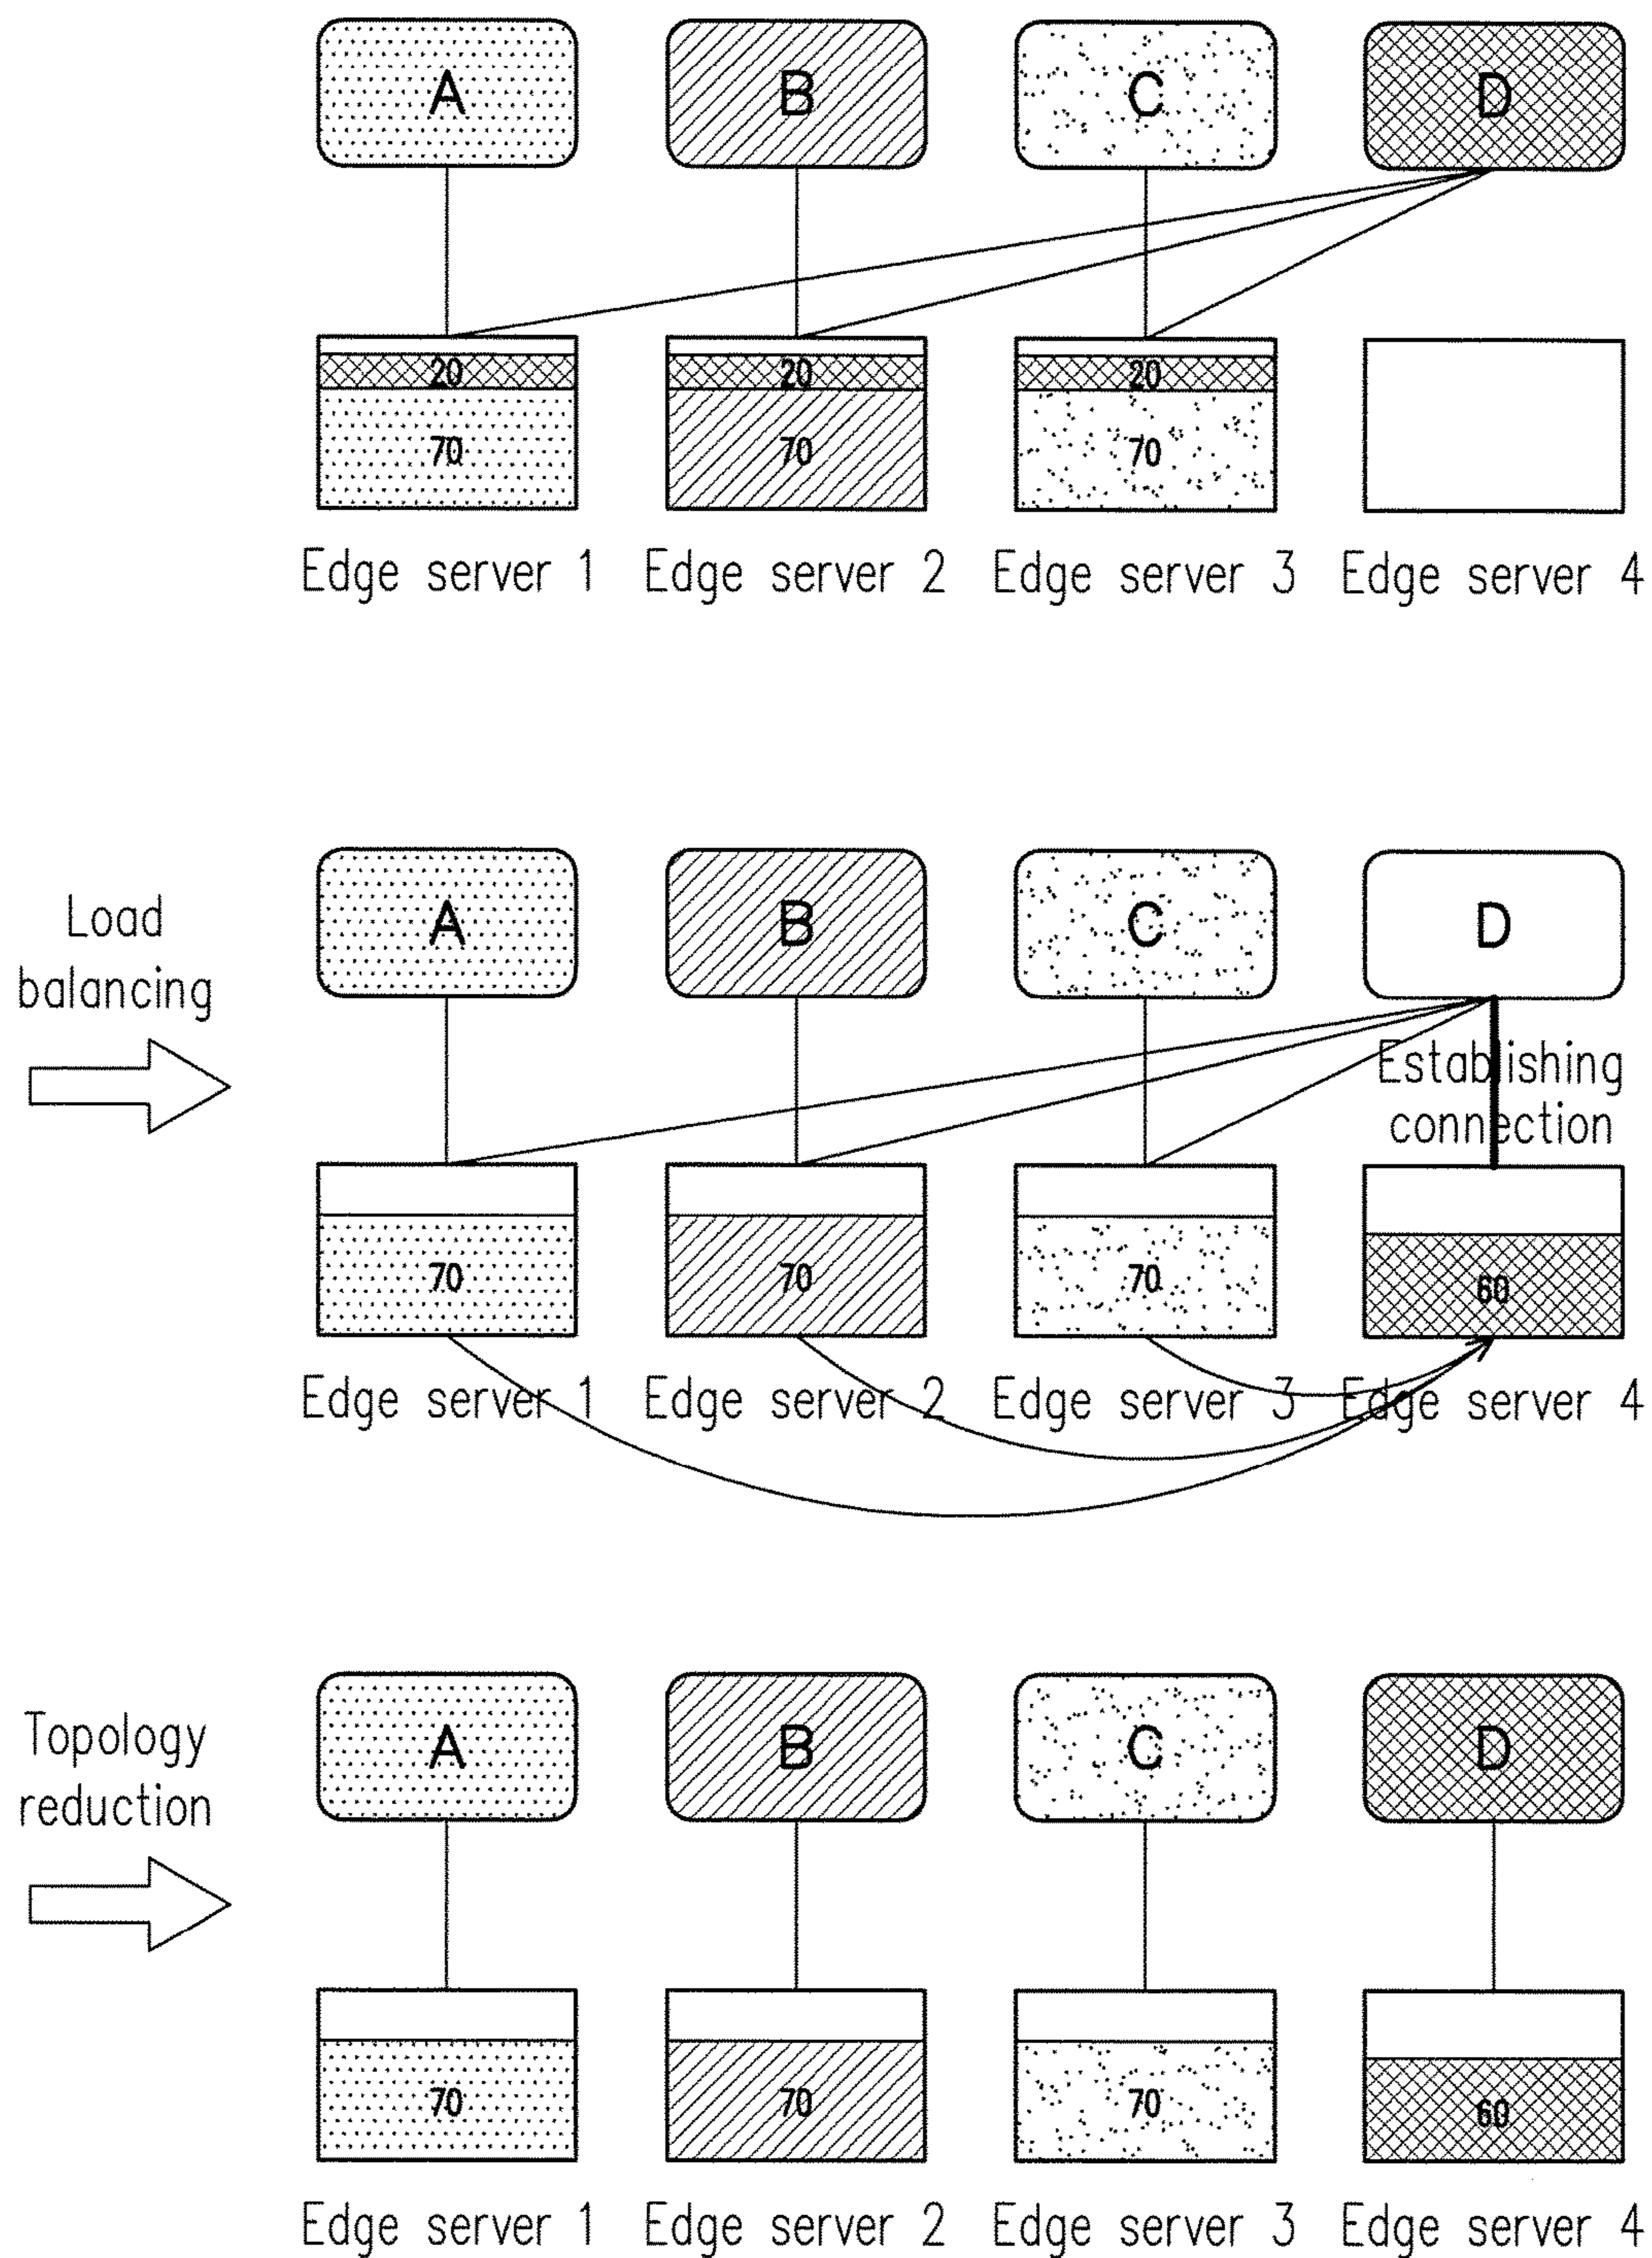 A B C D
20 20 20
70 70 70
Edge server 1 Edge server 2 Edge server 3 Edge server 4
Load
balancing
A B C D
Establishing
connection
70 70 70 60
Edge server 1 Edge server 2 Edge server 3 Edge server 4
Topology
reduction
A B C D
70 70 70 60
Edge server 1 Edge server 2 Edge server 3 Edge server 4